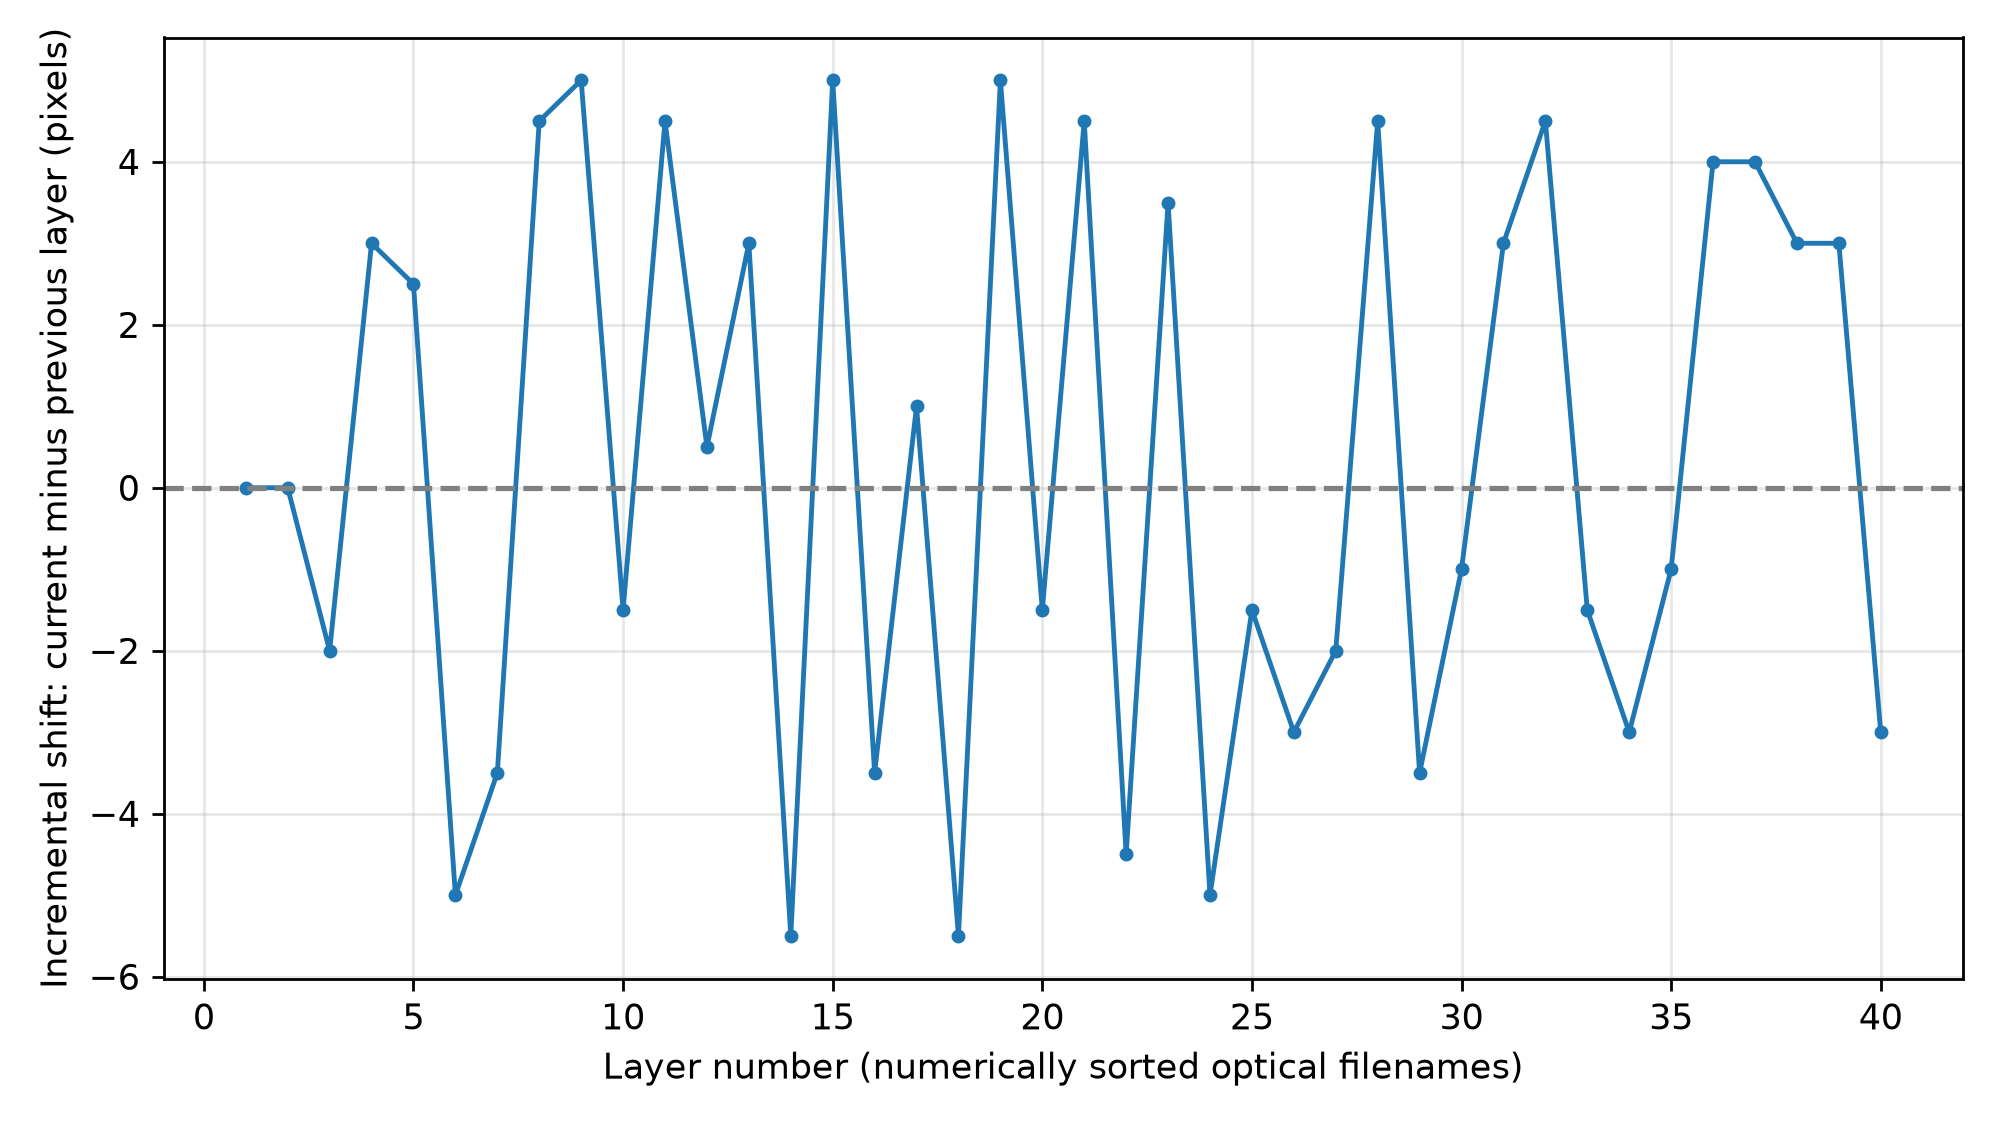 Incremental shift: current minus previous layer (pixels)
4
2
0
−2
−4
−6
0 5 10 15 20 25 30 35 40
Layer number (numerically sorted optical filenames)